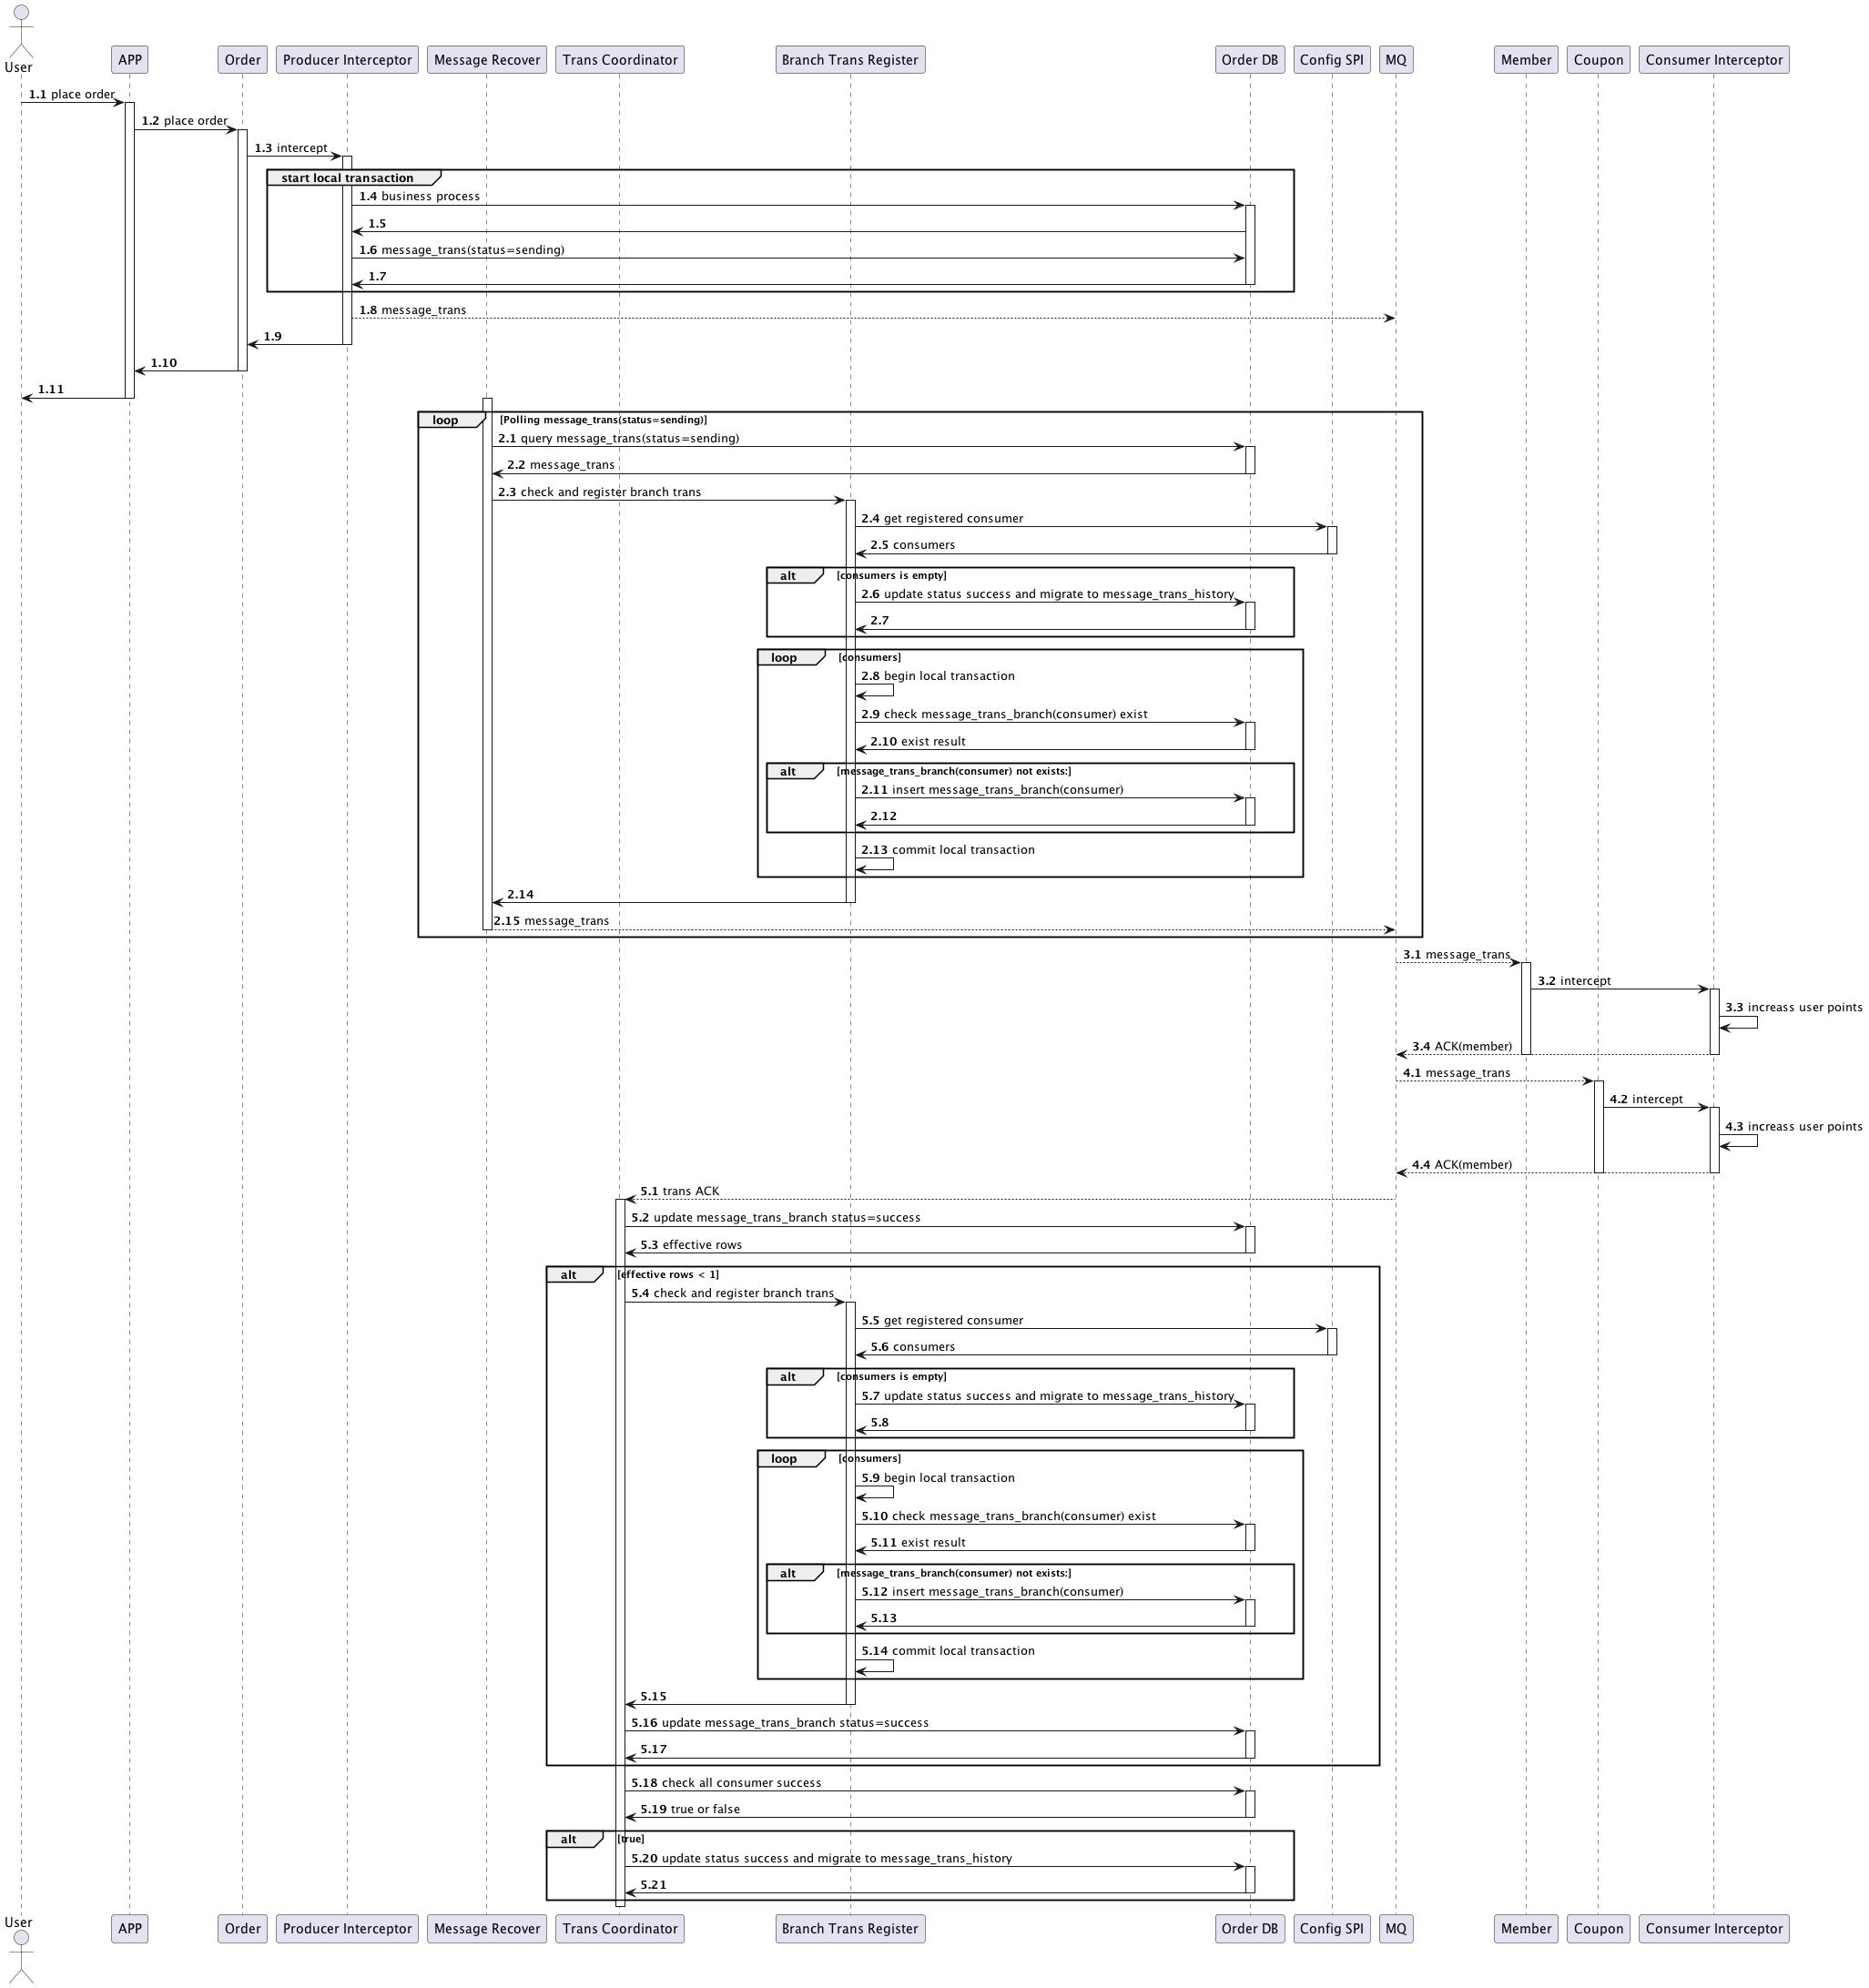 User
APP
Order
Producer Interceptor
Message Recover
Trans Coordinator
Branch Trans Register
Order DB
Config SPI
MQ
Member
Coupon
Consumer Interceptor
1.1 place order
1.2 place order
1.3 intercept
start local transaction
1.4 business process
1.5
1.6 message_trans(status=sending)
1.7
1.8 message_trans
1.9
1.10
1.11
loop [Polling message_trans(status=sending)]
2.1 query message_trans(status=sending)
2.2 message_trans
2.3 check and register branch trans
2.4 get registered consumer
2.5 consumers
alt [consumers is empty]
2.6 update status success and migrate to message_trans_history
2.7
loop [consumers]
2.8 begin local transaction
2.9 check message_trans_branch(consumer) exist
2.10 exist result
alt [message_trans_branch(consumer) not exists:]
2.11 insert message_trans_branch(consumer)
2.12
2.13 commit local transaction
2.14
2.15 message_trans
3.1 message_trans
3.2 intercept
3.3 increass user points
3.4 ACK(member)
4.1 message_trans
4.2 intercept
4.3 increass user points
4.4 ACK(member)
5.1 trans ACK
5.2 update message_trans_branch status=success
5.3 effective rows
alt [effective rows < 1]
5.4 check and register branch trans
5.5 get registered consumer
5.6 consumers
alt [consumers is empty]
5.7 update status success and migrate to message_trans_history
5.8
loop [consumers]
5.9 begin local transaction
5.10 check message_trans_branch(consumer) exist
5.11 exist result
alt [message_trans_branch(consumer) not exists:]
5.12 insert message_trans_branch(consumer)
5.13
5.14 commit local transaction
5.15
5.16 update message_trans_branch status=success
5.17
5.18 check all consumer success
5.19 true or false
alt [true]
5.20 update status success and migrate to message_trans_history
5.21
User
APP
Order
Producer Interceptor
Message Recover
Trans Coordinator
Branch Trans Register
Order DB
Config SPI
MQ
Member
Coupon
Consumer Interceptor